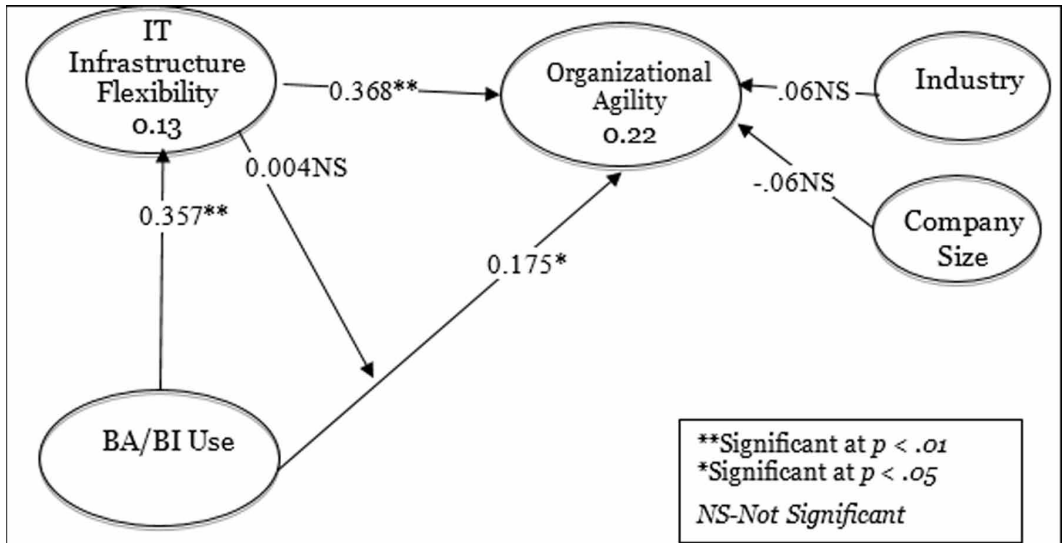 IT
Infrastructure
Flexibility
0.13
0.368**
Organizational
Agility
0.22
.06NS
Industry
0.004NS
-.06NS
0.357**
Company
Size
0.175*
BA/BI Use
**Significant at p < .01
*Significant at p < .05
NS-Not Significant